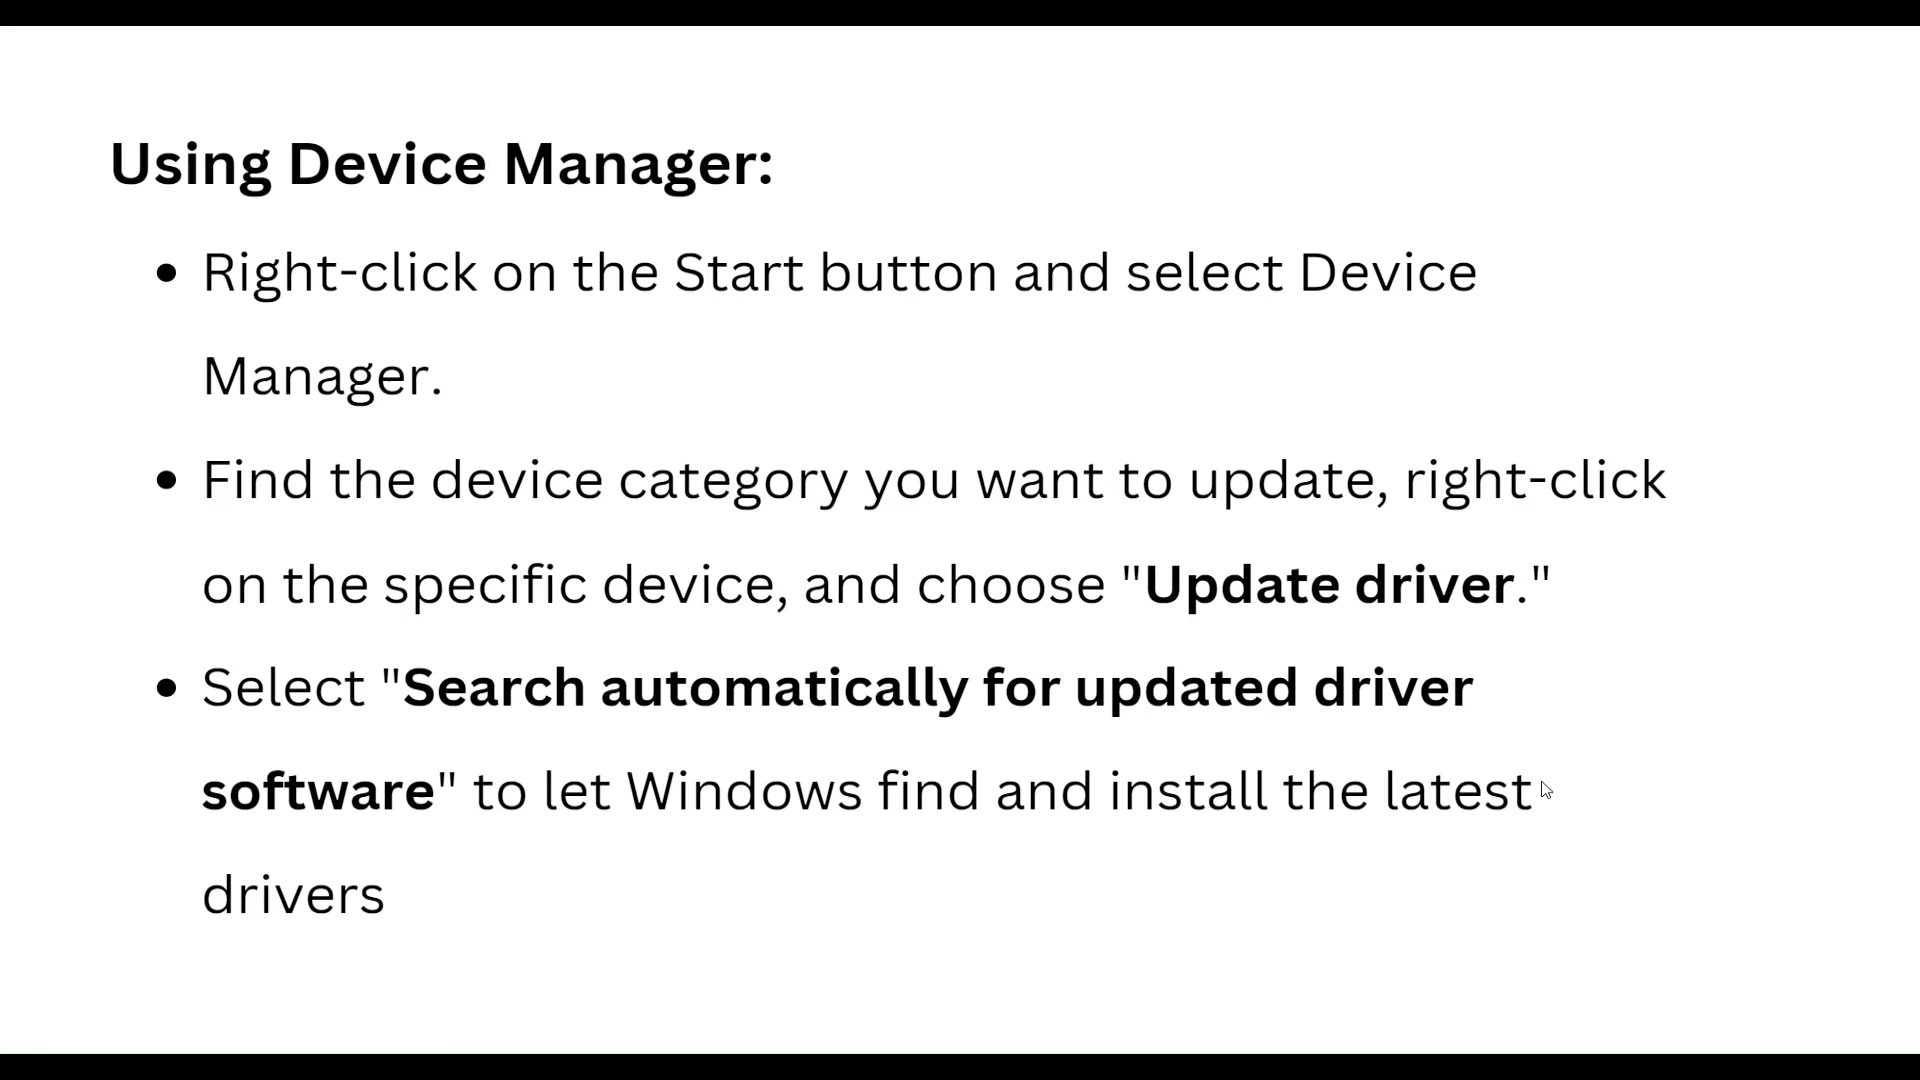 Using Device Manager:
• Right-click on the Start button and select Device
Manager.
• Find the device category you want to update, right-click
on the specific device, and choose "Update driver."
• Select "Search automatically for updated driver
software" to let Windows find and install the latest
drivers